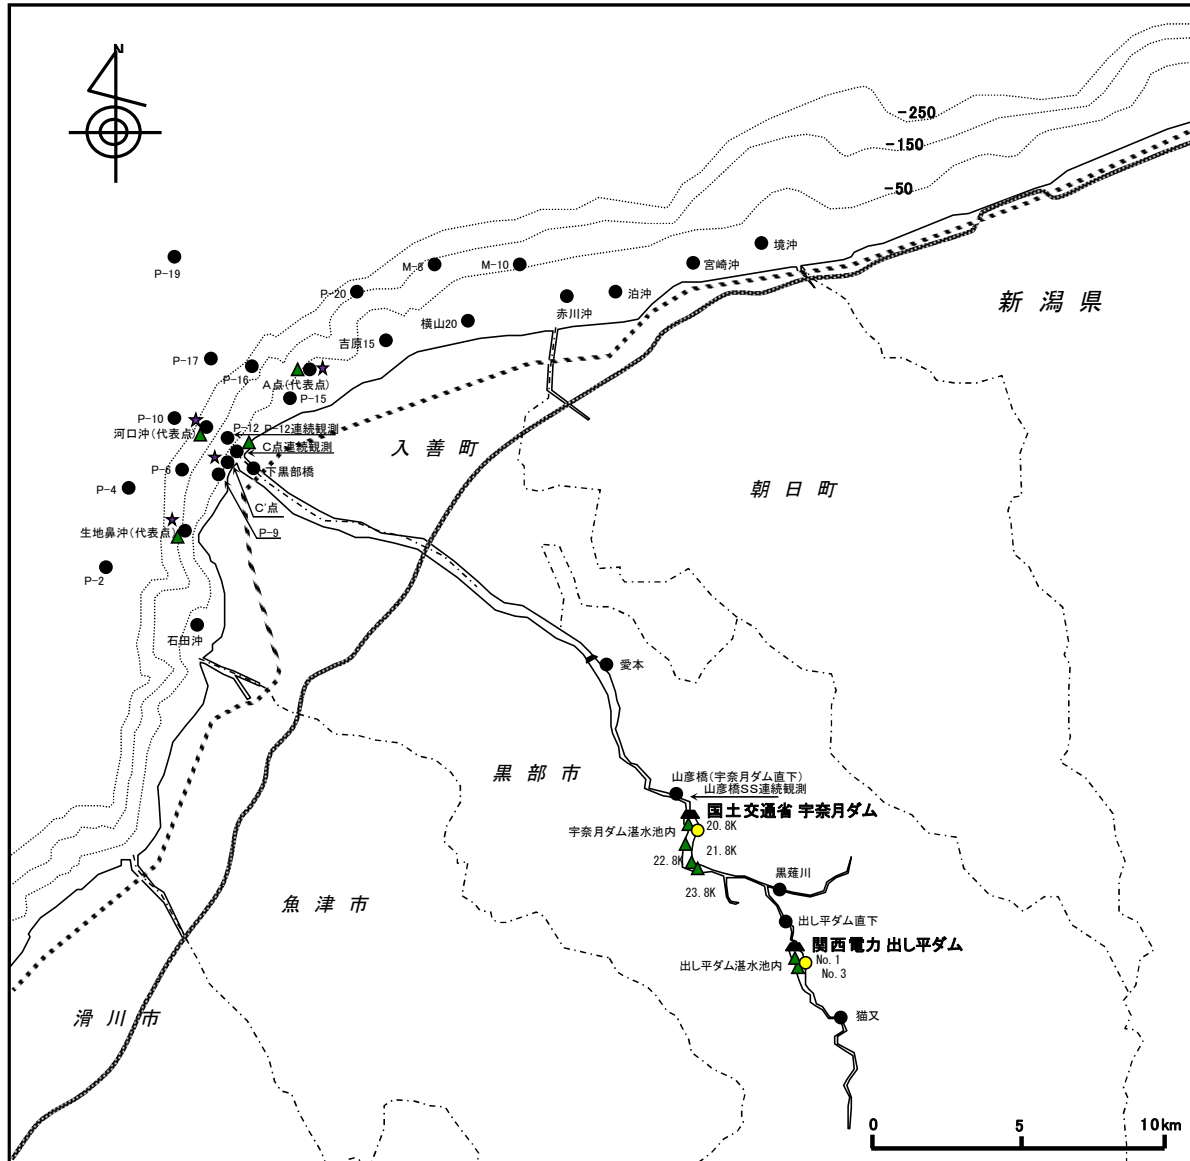 N
-250
-150
-50
境沖
宮崎沖
P-19
M-8
M-10
P-20
泊沖
赤川沖
新潟県
横山20
吉原15
P-17
P-16
A点(代表点)
P-15
P-10
P-12
P-12連続観測
河口沖(代表点)
C点連続観測
入善町
P-6
下黒部橋
P-4
朝日町
C'点
生地鼻沖(代表点)
P-9
P-2
石田沖
愛本
黒部市
山彦橋(宇奈月ダム直下)
山彦橋SS連続観測
国土交通省 宇奈月ダム
宇奈月ダム湛水池内
20.8K
21.8K
22.8K
23.8K
黒薙川
魚津市
出し平ダム直下
関西電力 出し平ダム
出し平ダム湛水池内
No.1
No.3
滑川市
猫又
0 5 10km